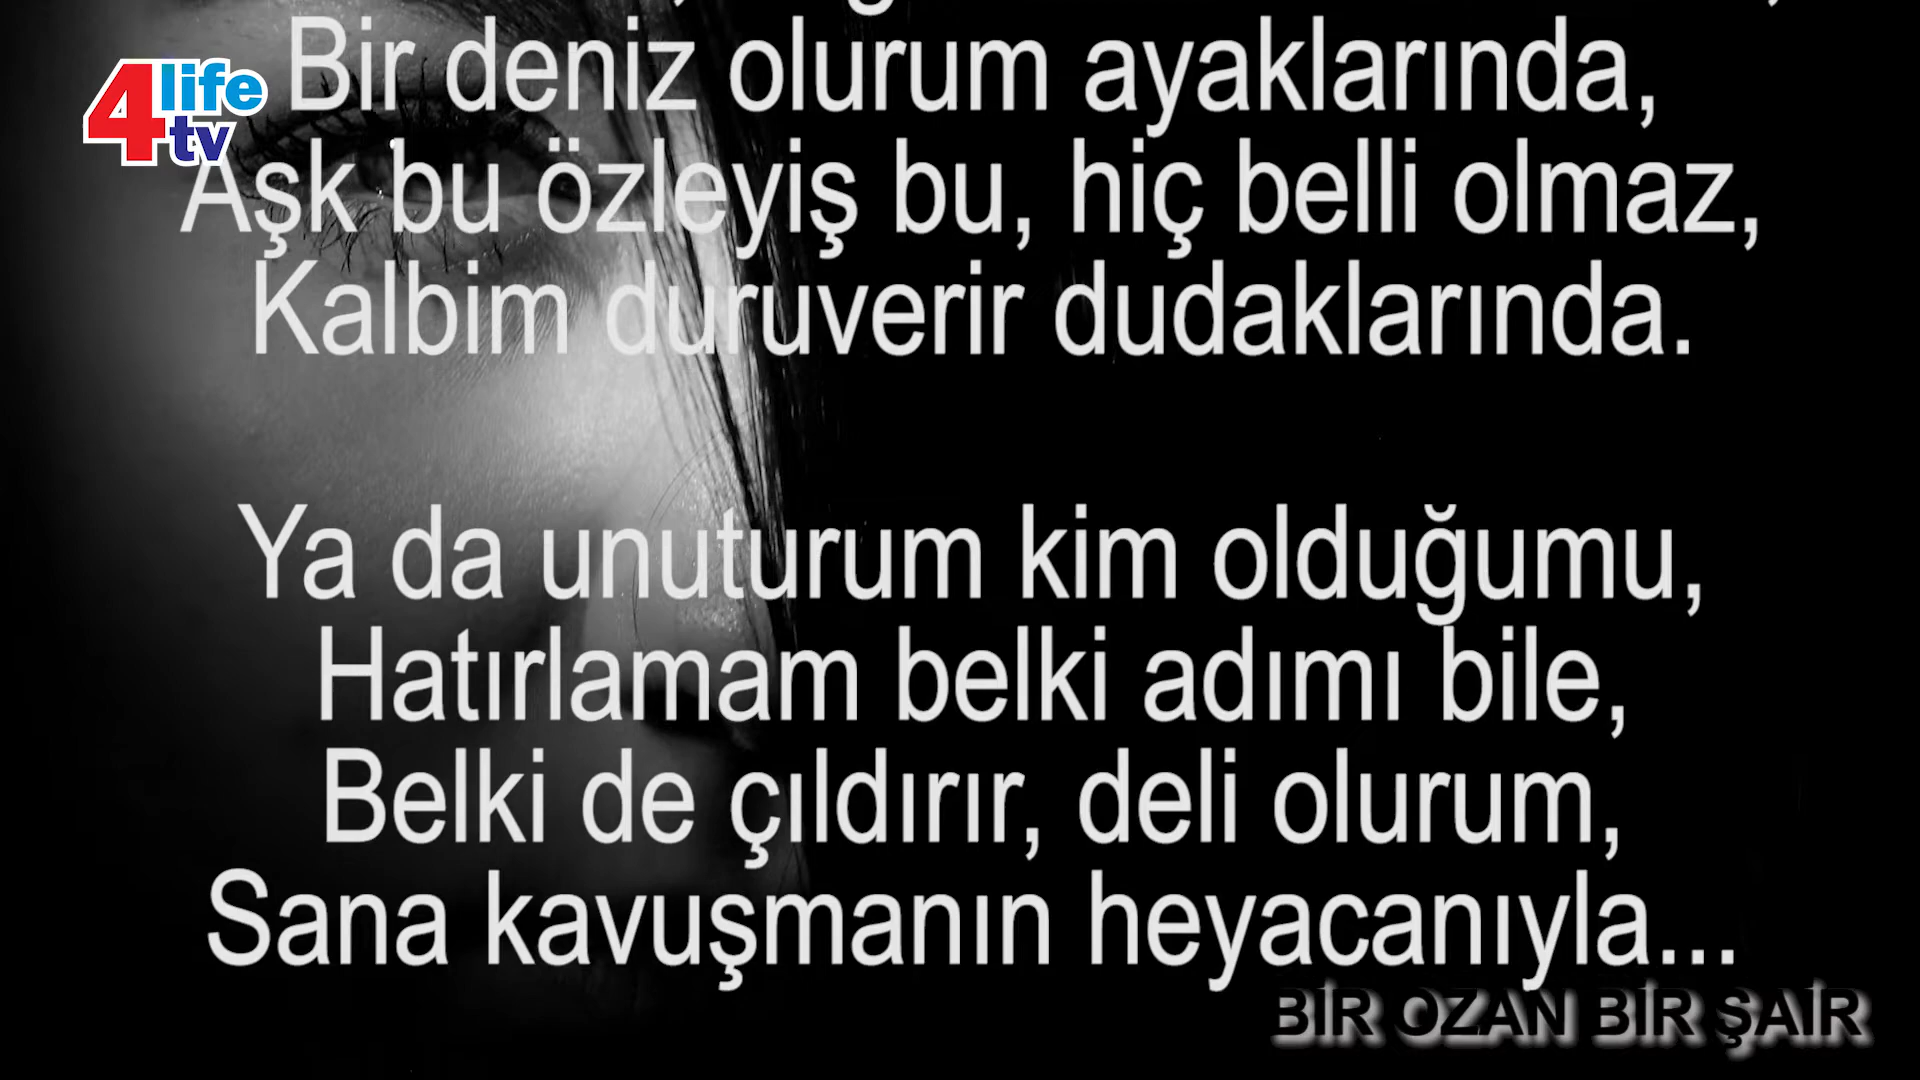 Bir deniz olurum ayaklarında,
4life
tv
Aşk bu özleyiş bu, hiç belli olmaz,
Kalbim duruverir dudaklarında.
Ya da unuturum kim olduğumu,
Hatırlamam belki adımı bile,
Belki de çıldırır, deli olurum,
Sana kavuşmanın heyacanıyla...
BİR OZAN BİR ŞAİR